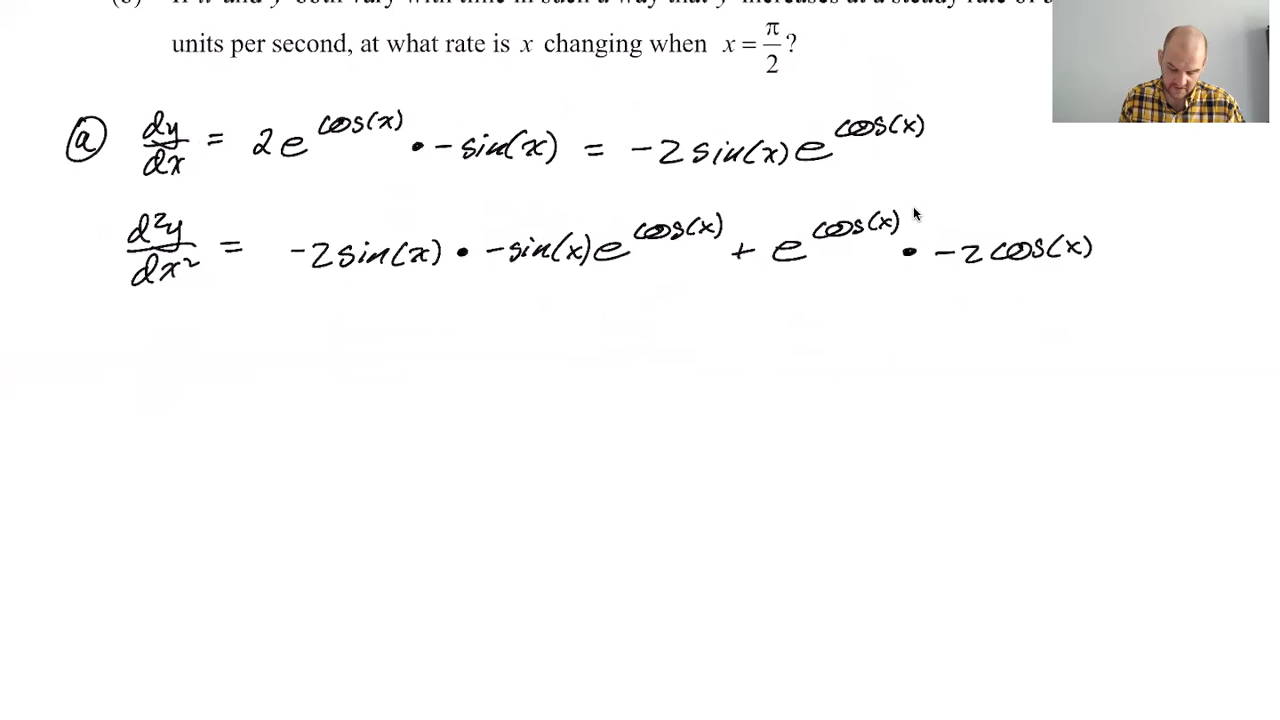 units per second, at what rate is x changing when x = π/2 ?
(a) dy/dx = 2e^cos(x) · -sin(x) = -2sin(x)e^cos(x)
d²y/dx² = -2sin(x) · -sin(x)e^cos(x) + e^cos(x) · -2cos(x)